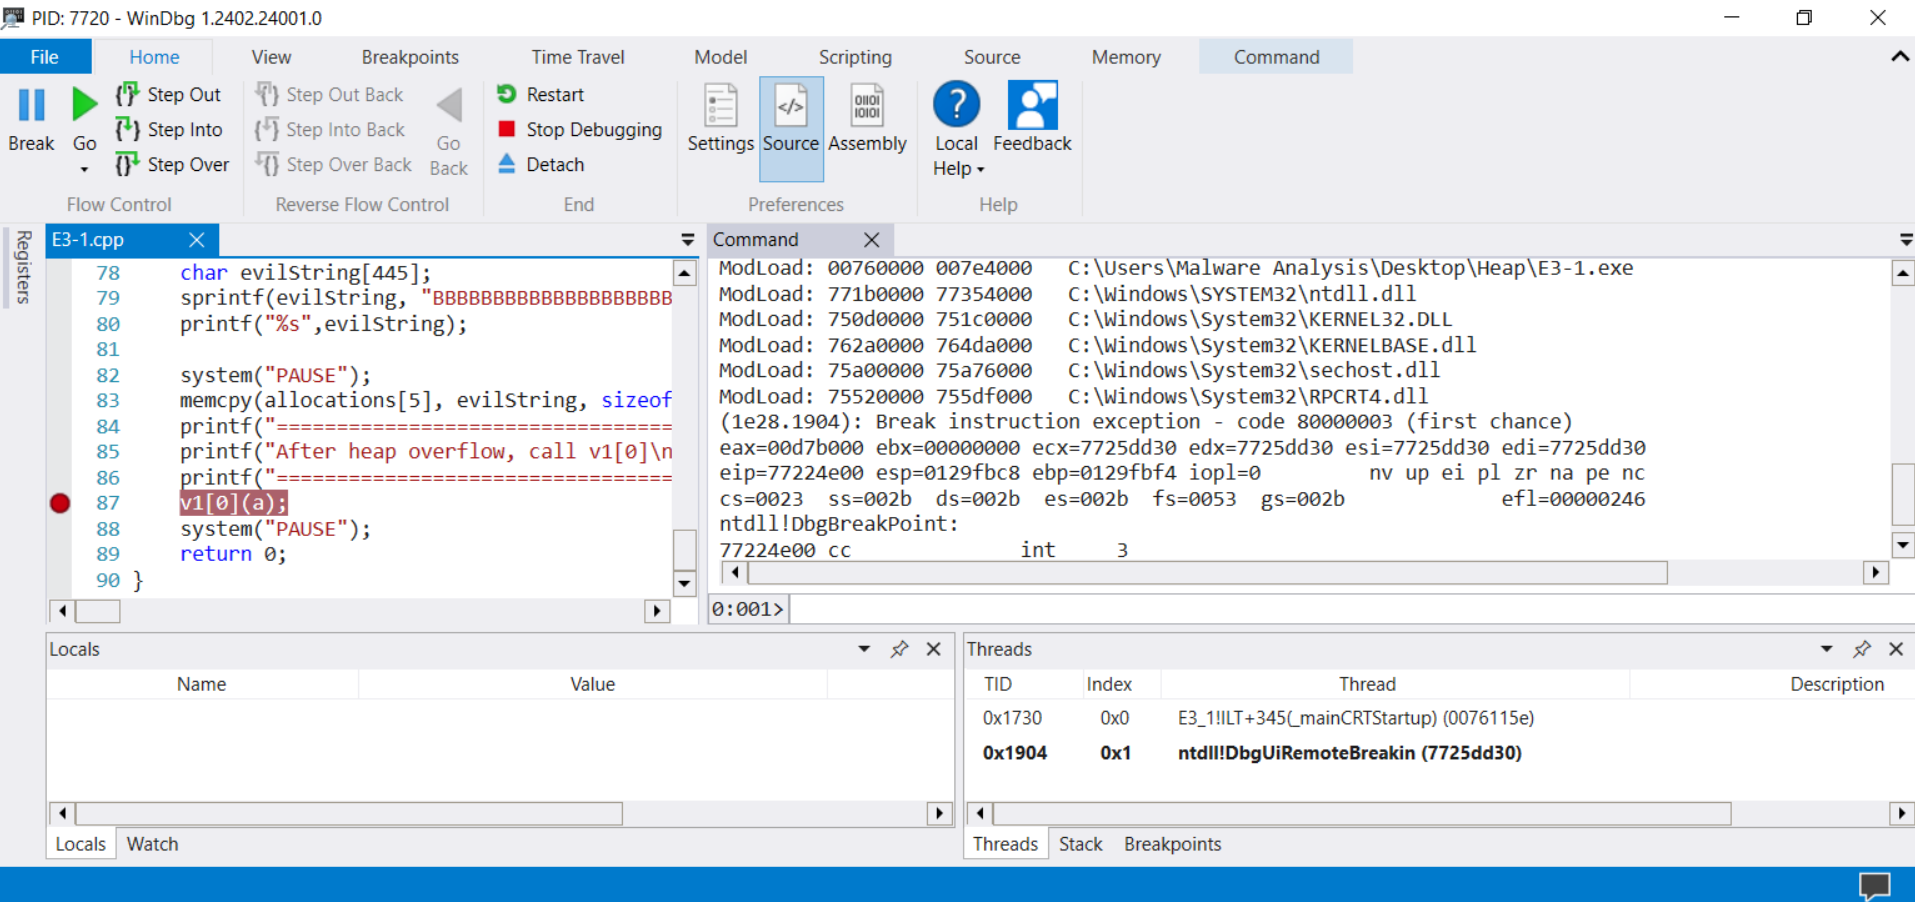 PID: 7720 - WinDbg 1.2402.24001.0
File Home View Breakpoints Time Travel Model Scripting Source Memory Command
Break
Go
Step Out
Step Into
Step Over
Flow Control
Step Out Back
Step Into Back
Step Over Back
Go
Back
Reverse Flow Control
Restart
Stop Debugging
Detach
End
Settings
Source
Assembly
Preferences
Local
Help
Feedback
Help
Registers
E3-1.cpp
78 char evilString[445];
79 sprintf(evilString, "BBBBBBBBBBBBBBBBBBBB
80 printf("%s",evilString);
81
82 system("PAUSE");
83 memcpy(allocations[5], evilString, sizeof
84 printf("=================================
85 printf("After heap overflow, call v1[0]\n
86 printf("=================================
87 v1[0](a);
88 system("PAUSE");
89 return 0;
90 }
Command
ModLoad: 00760000 007e4000 C:\Users\Malware Analysis\Desktop\Heap\E3-1.exe
ModLoad: 771b0000 77354000 C:\Windows\SYSTEM32\ntdll.dll
ModLoad: 750d0000 751c0000 C:\Windows\System32\KERNEL32.DLL
ModLoad: 762a0000 764da000 C:\Windows\System32\KERNELBASE.dll
ModLoad: 75a00000 75a76000 C:\Windows\System32\sechost.dll
ModLoad: 75520000 755df000 C:\Windows\System32\RPCRT4.dll
(1e28.1904): Break instruction exception - code 80000003 (first chance)
eax=00d7b000 ebx=00000000 ecx=7725dd30 edx=7725dd30 esi=7725dd30 edi=7725dd30
eip=77224e00 esp=0129fbc8 ebp=0129fbf4 iopl=0 nv up ei pl zr na pe nc
cs=0023 ss=002b ds=002b es=002b fs=0053 gs=002b efl=00000246
ntdll!DbgBreakPoint:
77224e00 cc int 3
0:001>
Locals
Name Value
Locals Watch
Threads
TID Index Thread Description
0x1730 0x0 E3_1!ILT+345(_mainCRTStartup) (0076115e)
0x1904 0x1 ntdll!DbgUiRemoteBreakin (7725dd30)
Threads Stack Breakpoints